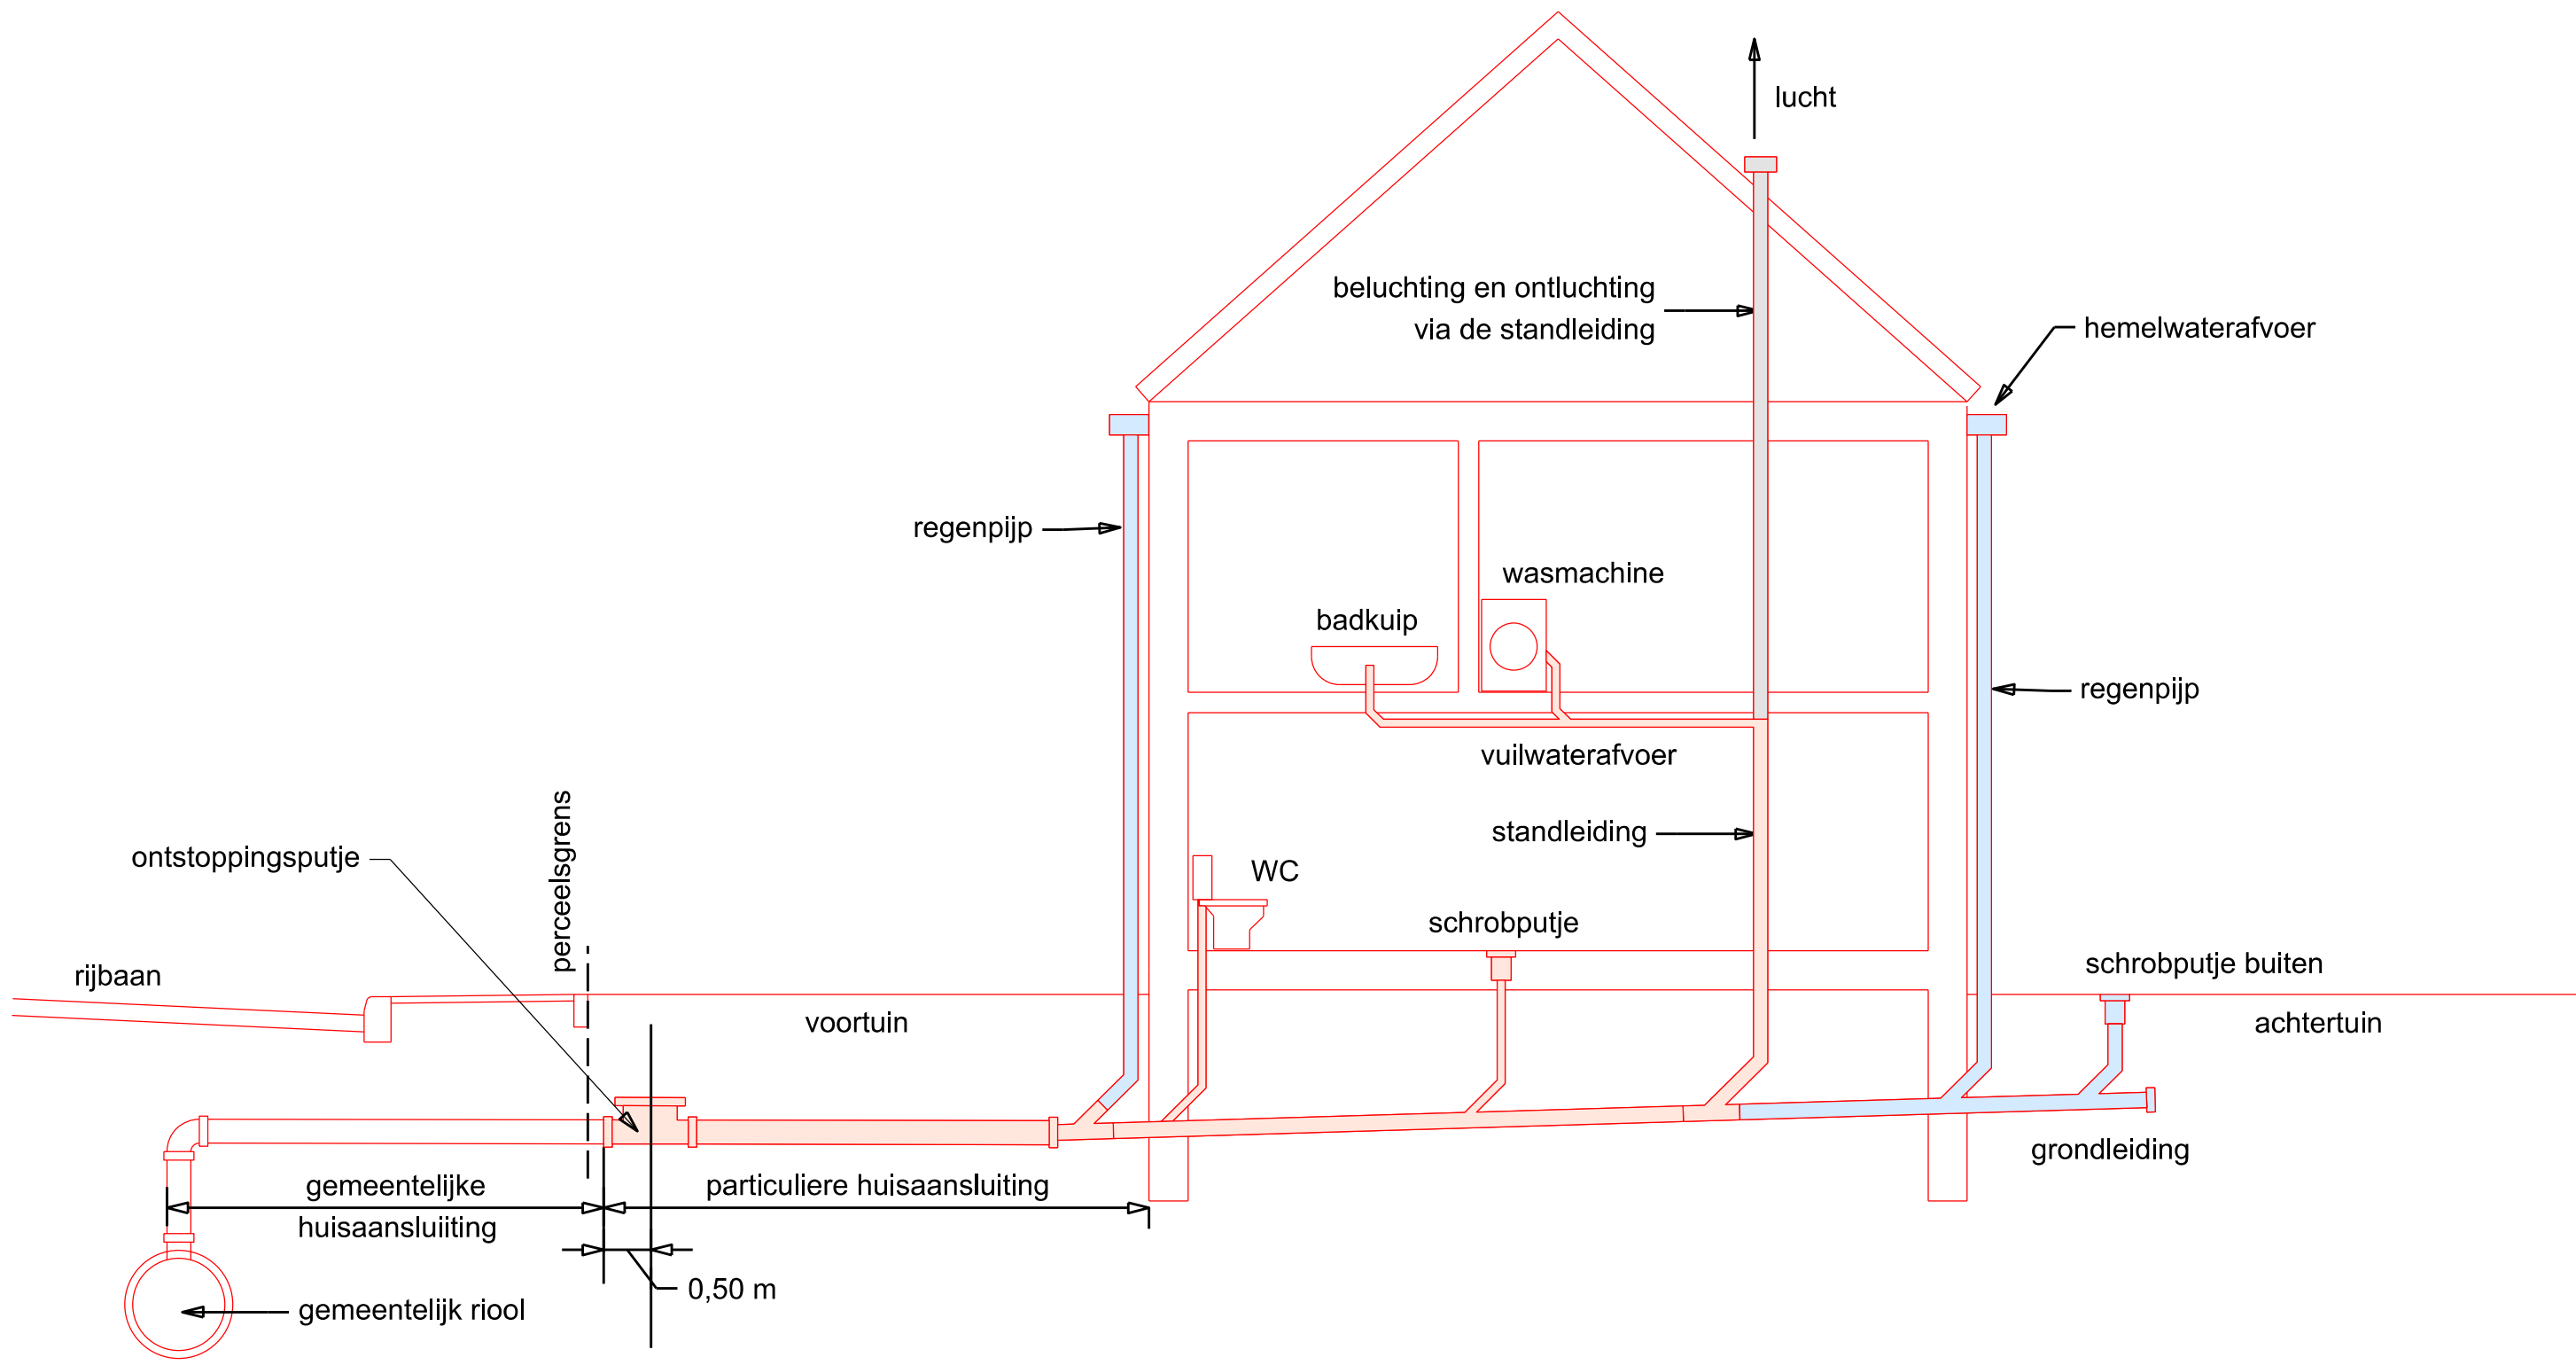 lucht
beluchting en ontluchting
via de standleiding
hemelwaterafvoer
regenpijp
wasmachine
badkuip
regenpijp
vuilwaterafvoer
standleiding
perceelsgrens
ontstoppingsputje
WC
schrobputje
rijbaan
schrobputje buiten
voortuin
achtertuin
grondleiding
gemeentelijke
huisaansluiiting
particuliere huisaansluiting
0,50 m
gemeentelijk riool